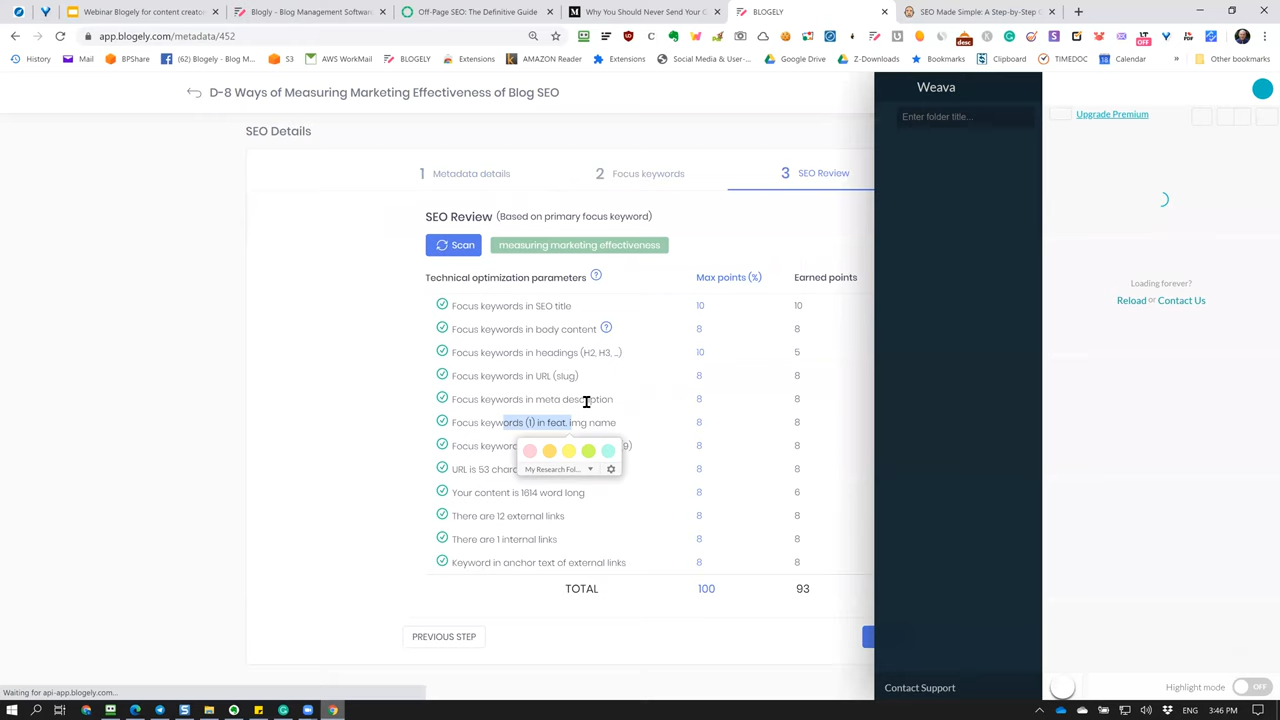 Webinar Blogely for content creator
Blogly - Blog Management Software
Off-Page SEO: The Definitive Guide
Why You Should Never Send Your C
BLOGELY
SEO Made Simple: A Step-by-Step G
app.blogely.com/metadata/452
desc
LT
OFF
History
Mail
BPShare
(62) Blogely - Blog M...
S3
AWS WorkMail
BLOGELY
Extensions
AMAZON Reader
Extensions
Social Media & User-...
Google Drive
Z-Downloads
Bookmarks
Clipboard
TIMEDOC
Calendar
»
Other bookmarks
D-8 Ways of Measuring Marketing Effectiveness of Blog SEO
Weava
Enter folder title...
Upgrade Premium
SEO Details
1 Metadata details
2 Focus keywords
3 SEO Review
SEO Review (Based on primary focus keyword)
Scan
measuring marketing effectiveness
Technical optimization parameters ? Max points (%) Earned points
Focus keywords in SEO title 10 10
Focus keywords in body content ? 8 8
Focus keywords in headings (H2, H3, ...) 10 5
Focus keywords in URL (slug) 8 8
Focus keywords in meta description 8 8
Focus keywords (1) in feat. img name 8 8
Focus keyword 9) 8 8
URL is 53 charc 8 8
My Research Fol...
Your content is 1614 word long 8 6
There are 12 external links 8 8
There are 1 internal links 8 8
Keyword in anchor text of external links 8 8
TOTAL 100 93
PREVIOUS STEP
Loading forever?
Reload or Contact Us
Contact Support
Highlight mode OFF
Waiting for api-app.blogely.com...
ENG 3:46 PM